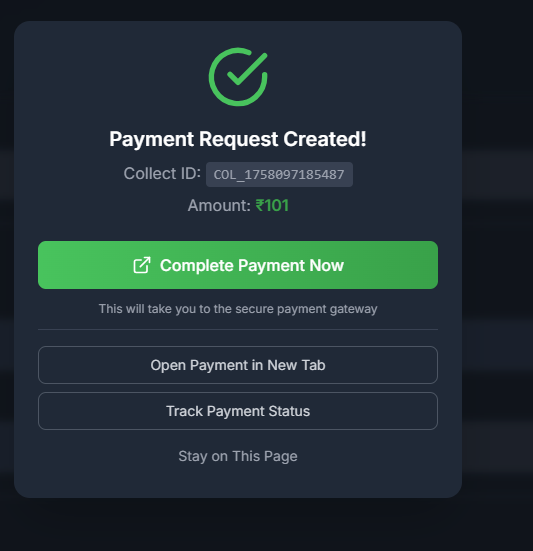 Payment Request Created!
Collect ID: COL_1758097185487
Amount: ₹101
Complete Payment Now
This will take you to the secure payment gateway
Open Payment in New Tab
Track Payment Status
Stay on This Page